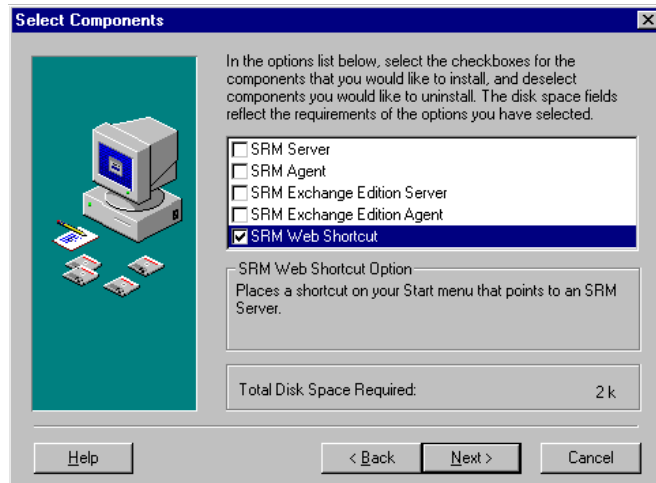 Select Components
In the options list below, select the checkboxes for the
components that you would like to install, and deselect
components you would like to uninstall. The disk space fields
reflect the requirements of the options you have selected.
SRM Server
SRM Agent
SRM Exchange Edition Server
SRM Exchange Edition Agent
SRM Web Shortcut
SRM Web Shortcut Option
Places a shortcut on your Start menu that points to an SRM
Server.
Total Disk Space Required: 2 k
Help < Back Next > Cancel